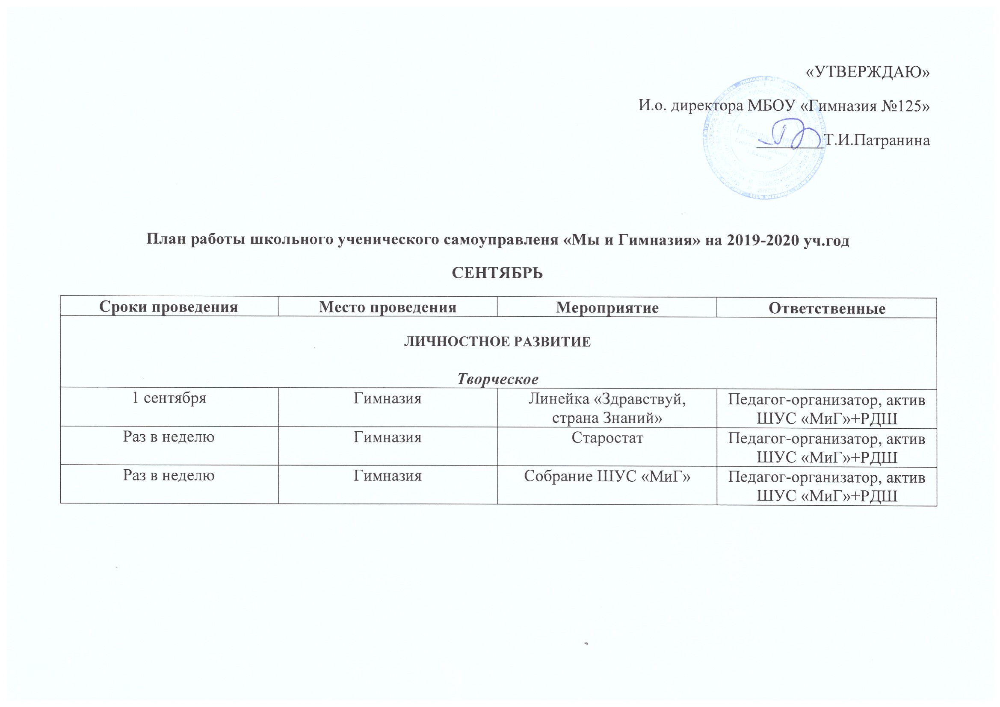 «УТВЕРЖДАЮ»
И.о. директора МБОУ «Гимназия №125»
Т.И.Патранина
План работы школьного ученического самоуправленя «Мы и Гимназия» на 2019-2020 уч.год
СЕНТЯБРЬ
Сроки проведения Место проведения Мероприятие Ответственные
ЛИЧНОСТНОЕ РАЗВИТИЕ
Творческое
1 сентября Гимназия Линейка «Здравствуй, Педагог-организатор, актив
страна Знаний» ШУС «МиГ»+РДШ
Раз в неделю Гимназия Старостат Педагог-организатор, актив
ШУС «МиГ»+РДШ
Раз в неделю Гимназия Собрание ШУС «МиГ» Педагог-организатор, актив
ШУС «МиГ»+РДШ